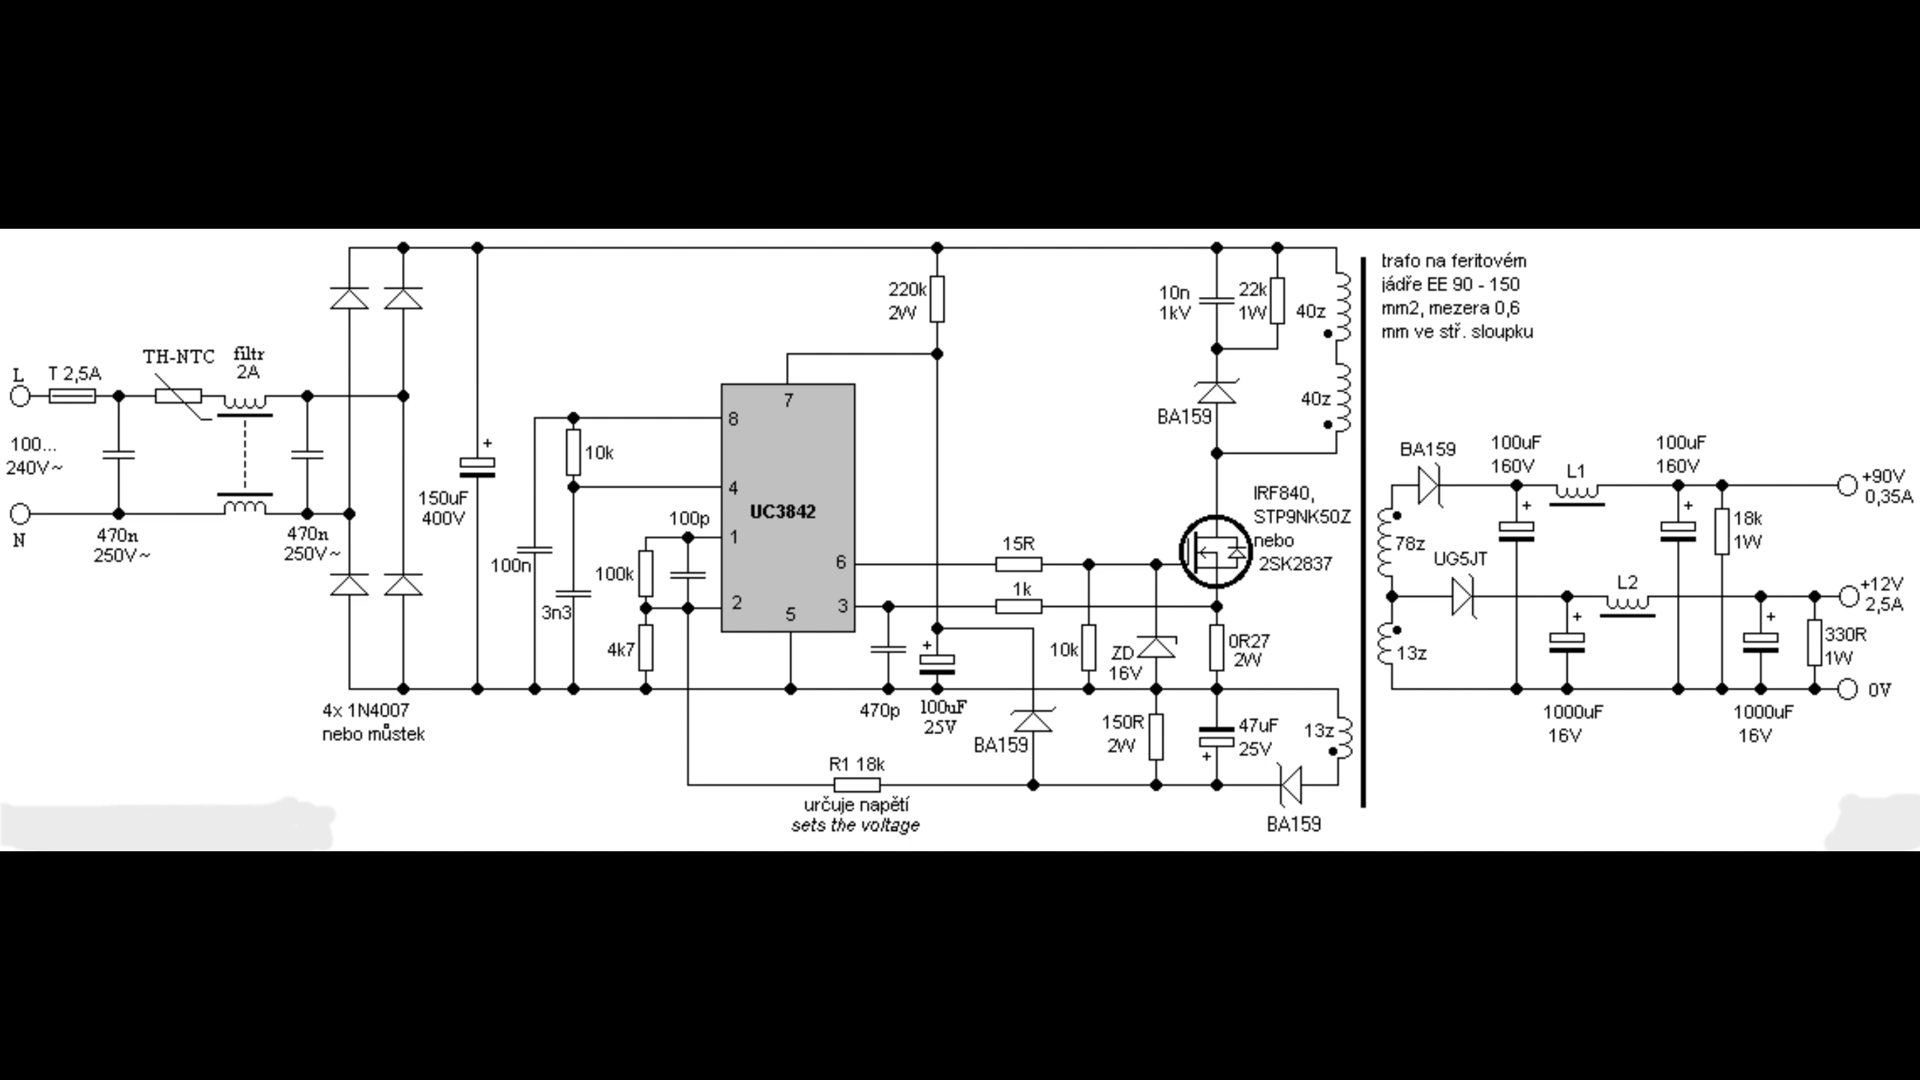 L
T 2,5A
TH-NTC
filtr
2A
100...
240V~
N
470n
250V~
470n
250V~
4x 1N4007
nebo můstek
150uF
400V
+
100n
10k
3n3
100k
100p
4k7
8
4
1
2
7
UC3842
5
6
3
220k
2W
15R
1k
470p
+
100uF
25V
BA159
R1 18k
určuje napětí
sets the voltage
10k
ZD
16V
150R
2W
0R27
2W
47uF
25V
+
13z
BA159
10n
1kV
22k
1W
40z
40z
BA159
IRF840,
STP9NK50Z
nebo
2SK2837
trafo na feritovém
jádře EE 90 - 150
mm2, mezera 0,6
mm ve stř. sloupku
BA159
100uF
160V
+
L1
100uF
160V
+
+90V
0,35A
78z
18k
1W
UG5JT
L2
+12V
2,5A
13z
+
+
330R
1W
0V
1000uF
16V
1000uF
16V